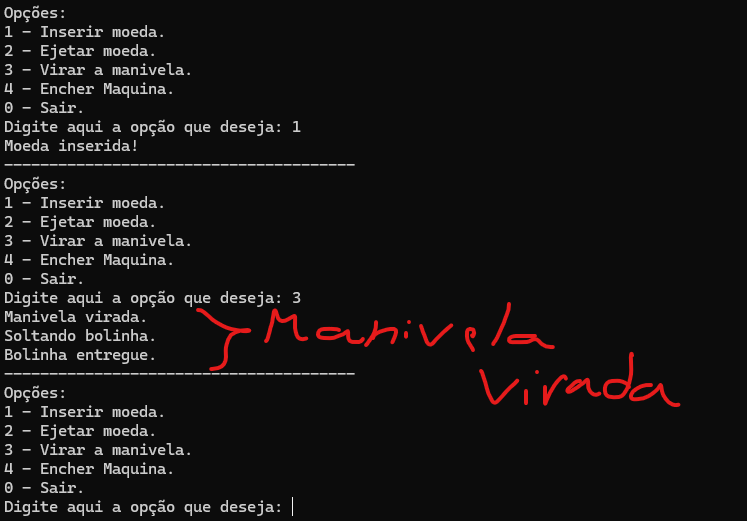 Opções:
1 - Inserir moeda.
2 - Ejetar moeda.
3 - Virar a manivela.
4 - Encher Maquina.
0 - Sair.
Digite aqui a opção que deseja: 1
Moeda inserida!
---------------------------------------
Opções:
1 - Inserir moeda.
2 - Ejetar moeda.
3 - Virar a manivela.
4 - Encher Maquina.
0 - Sair.
Digite aqui a opção que deseja: 3
Manivela virada.
Soltando bolinha.
Bolinha entregue.
Manivela
virada
---------------------------------------
Opções:
1 - Inserir moeda.
2 - Ejetar moeda.
3 - Virar a manivela.
4 - Encher Maquina.
0 - Sair.
Digite aqui a opção que deseja: